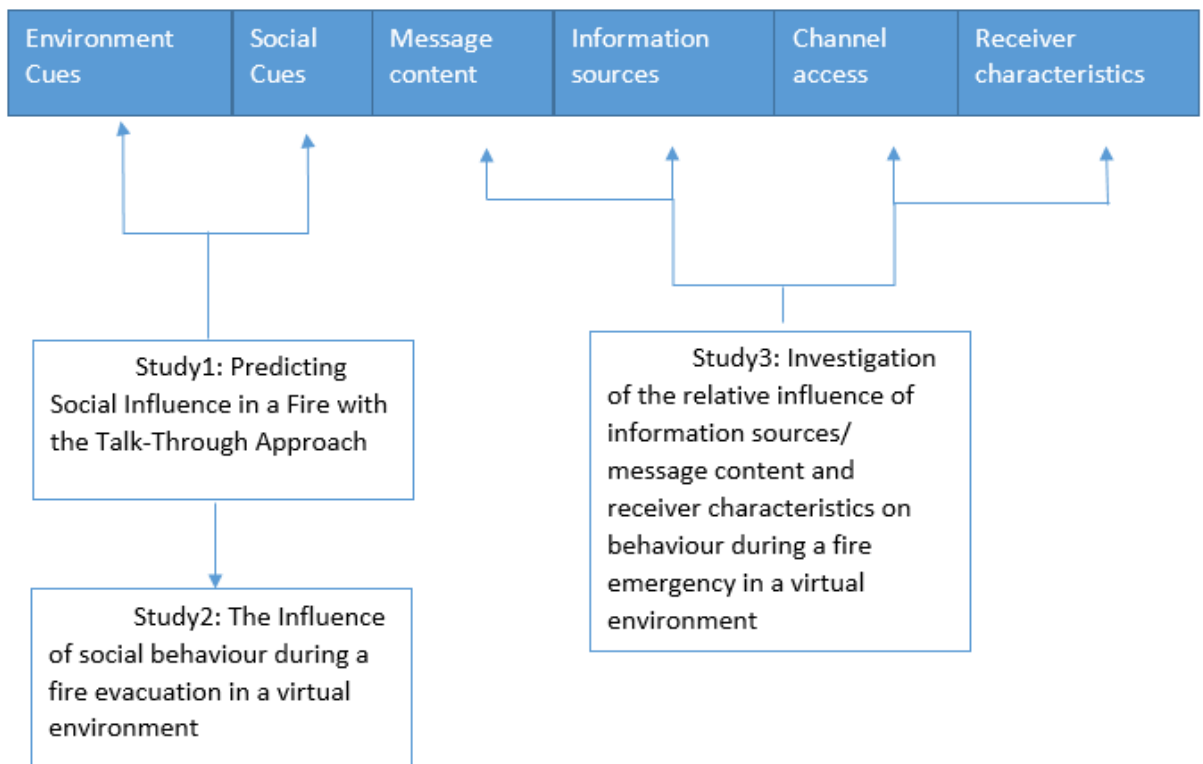 Environment Cues
Social Cues
Message content
Information sources
Channel access
Receiver characteristics
Study1: Predicting
Social Influence in a Fire with
the Talk-Through Approach
Study3: Investigation
of the relative influence of
information sources/
message content and
receiver characteristics on
behaviour during a fire
emergency in a virtual
environment
Study2: The Influence
of social behaviour during a
fire evacuation in a virtual
environment